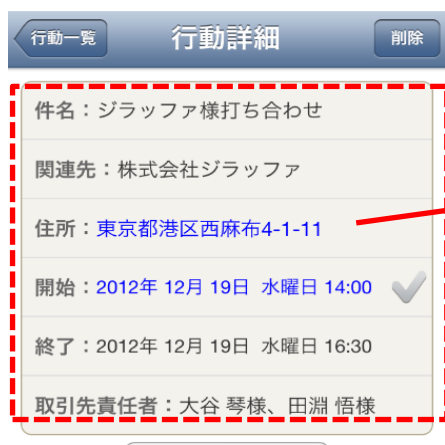 行動一覧
行動詳細
削除
件名：ジラッファ様打ち合わせ
関連先：株式会社ジラッファ
住所：東京都港区西麻布4-1-11
開始：2012年 12月 19日 水曜日 14:00
終了：2012年 12月 19日 水曜日 16:30
取引先責任者：大谷 琴様、田淵 悟様